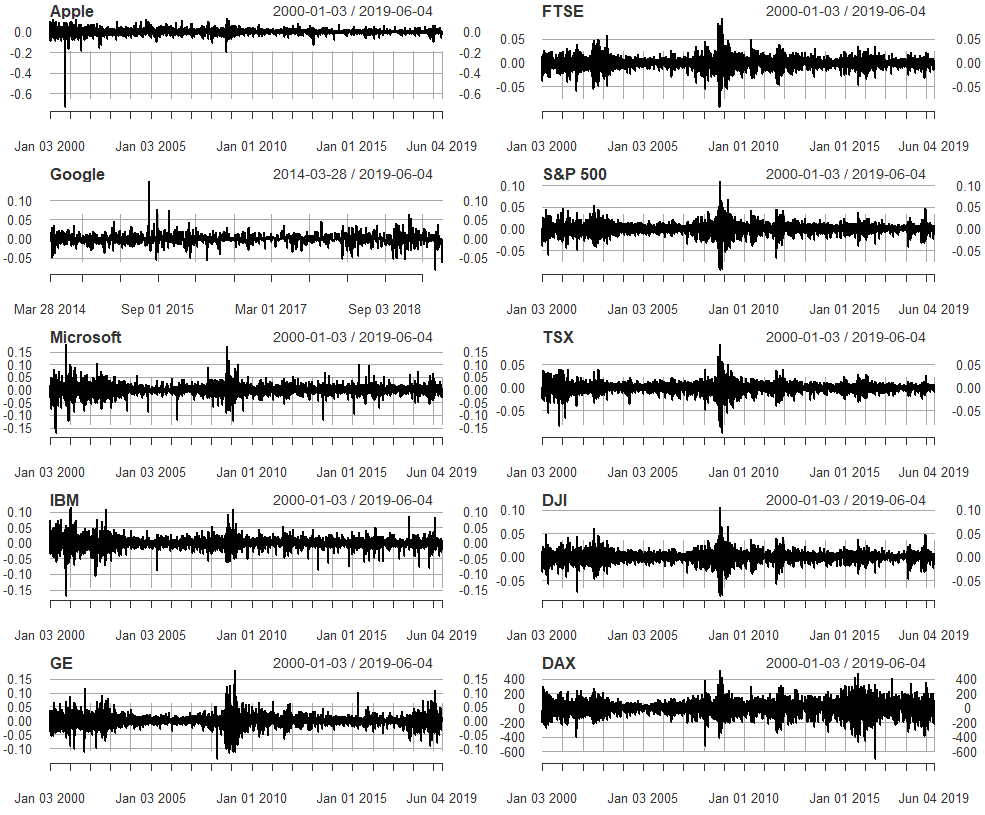 Apple 2000-01-03 / 2019-06-04
0.0 0.0
-0.2 -0.2
-0.4 -0.4
-0.6 -0.6
Jan 03 2000 Jan 03 2005 Jan 01 2010 Jan 01 2015 Jun 04 2019
FTSE 2000-01-03 / 2019-06-04
0.05 0.05
0.00 0.00
-0.05 -0.05
Jan 03 2000 Jan 03 2005 Jan 01 2010 Jan 01 2015 Jun 04 2019
Google 2014-03-28 / 2019-06-04
0.10 0.10
0.05 0.05
0.00 0.00
-0.05 -0.05
Mar 28 2014 Sep 01 2015 Mar 01 2017 Sep 03 2018
S&P 500 2000-01-03 / 2019-06-04
0.10 0.10
0.05 0.05
0.00 0.00
-0.05 -0.05
Jan 03 2000 Jan 03 2005 Jan 01 2010 Jan 01 2015 Jun 04 2019
Microsoft 2000-01-03 / 2019-06-04
0.15 0.15
0.10 0.10
0.05 0.05
0.00 0.00
-0.05 -0.05
-0.10 -0.10
-0.15 -0.15
Jan 03 2000 Jan 03 2005 Jan 01 2010 Jan 01 2015 Jun 04 2019
TSX 2000-01-03 / 2019-06-04
0.05 0.05
0.00 0.00
-0.05 -0.05
Jan 03 2000 Jan 03 2005 Jan 01 2010 Jan 01 2015 Jun 04 2019
IBM 2000-01-03 / 2019-06-04
0.10 0.10
0.05 0.05
0.00 0.00
-0.05 -0.05
-0.10 -0.10
-0.15 -0.15
Jan 03 2000 Jan 03 2005 Jan 01 2010 Jan 01 2015 Jun 04 2019
DJI 2000-01-03 / 2019-06-04
0.10 0.10
0.05 0.05
0.00 0.00
-0.05 -0.05
Jan 03 2000 Jan 03 2005 Jan 01 2010 Jan 01 2015 Jun 04 2019
GE 2000-01-03 / 2019-06-04
0.15 0.15
0.10 0.10
0.05 0.05
0.00 0.00
-0.05 -0.05
-0.10 -0.10
Jan 03 2000 Jan 03 2005 Jan 01 2010 Jan 01 2015 Jun 04 2019
DAX 2000-01-03 / 2019-06-04
400 400
200 200
0 0
-200 -200
-400 -400
-600 -600
Jan 03 2000 Jan 03 2005 Jan 01 2010 Jan 01 2015 Jun 04 2019